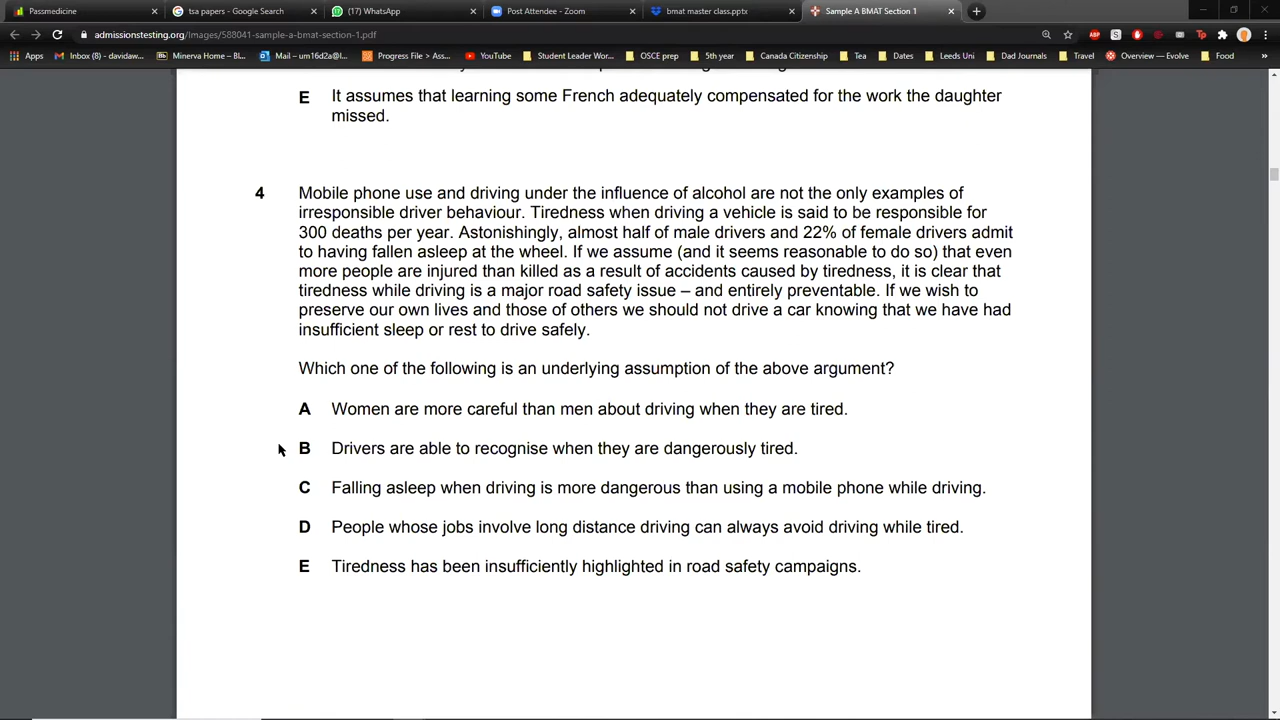 Passmedicine
tsa papers - Google Search
(17) WhatsApp
Post Attendee - Zoom
bmat master class.pptx
Sample A BMAT Section 1
admissionstesting.org/Images/588041-sample-a-bmat-section-1.pdf
Apps
Inbox (8) - davidaw...
Minerva Home – Bl...
Mail – um16d2a@l...
Progress File > Ass...
YouTube
Student Leader Wor...
OSCE prep
5th year
Canada Citizenship
Tea
Dates
Leeds Uni
Dad Journals
Travel
Overview — Evolve
Food
»
E It assumes that learning some French adequately compensated for the work the daughter
missed.
4 Mobile phone use and driving under the influence of alcohol are not the only examples of
irresponsible driver behaviour. Tiredness when driving a vehicle is said to be responsible for
300 deaths per year. Astonishingly, almost half of male drivers and 22% of female drivers admit
to having fallen asleep at the wheel. If we assume (and it seems reasonable to do so) that even
more people are injured than killed as a result of accidents caused by tiredness, it is clear that
tiredness while driving is a major road safety issue – and entirely preventable. If we wish to
preserve our own lives and those of others we should not drive a car knowing that we have had
insufficient sleep or rest to drive safely.
Which one of the following is an underlying assumption of the above argument?
A Women are more careful than men about driving when they are tired.
B Drivers are able to recognise when they are dangerously tired.
C Falling asleep when driving is more dangerous than using a mobile phone while driving.
D People whose jobs involve long distance driving can always avoid driving while tired.
E Tiredness has been insufficiently highlighted in road safety campaigns.